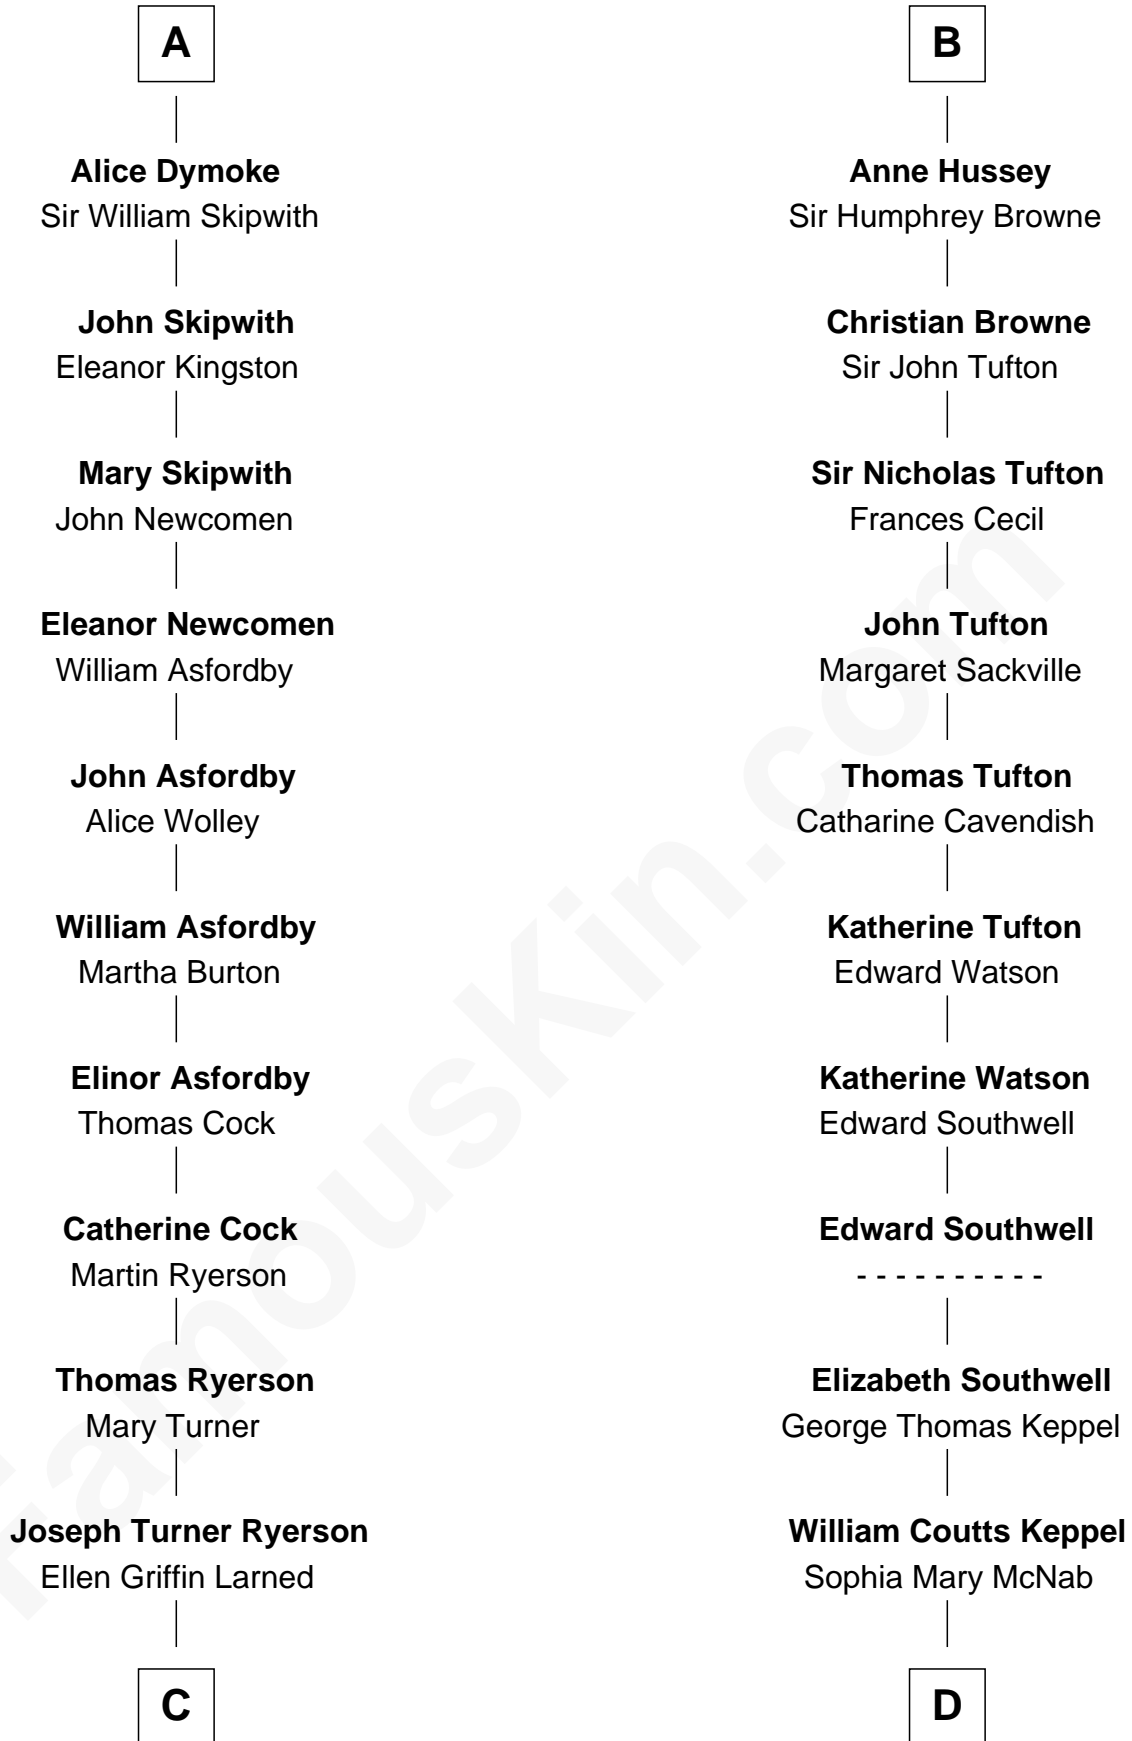 A
Alice Dymoke
Sir William Skipwith
John Skipwith
Eleanor Kingston
Mary Skipwith
John Newcomen
Eleanor Newcomen
William Asfordby
John Asfordby
Alice Wolley
William Asfordby
Martha Burton
Elinor Asfordby
Thomas Cock
Catherine Cock
Martin Ryerson
Thomas Ryerson
Mary Turner
Joseph Turner Ryerson
Ellen Griffin Larned
C
B
Anne Hussey
Sir Humphrey Browne
Christian Browne
Sir John Tufton
Sir Nicholas Tufton
Frances Cecil
John Tufton
Margaret Sackville
Thomas Tufton
Catharine Cavendish
Katherine Tufton
Edward Watson
Katherine Watson
Edward Southwell
Edward Southwell
- - - - - - - - - -
Elizabeth Southwell
George Thomas Keppel
William Coutts Keppel
Sophia Mary McNab
D
FamousKin.com